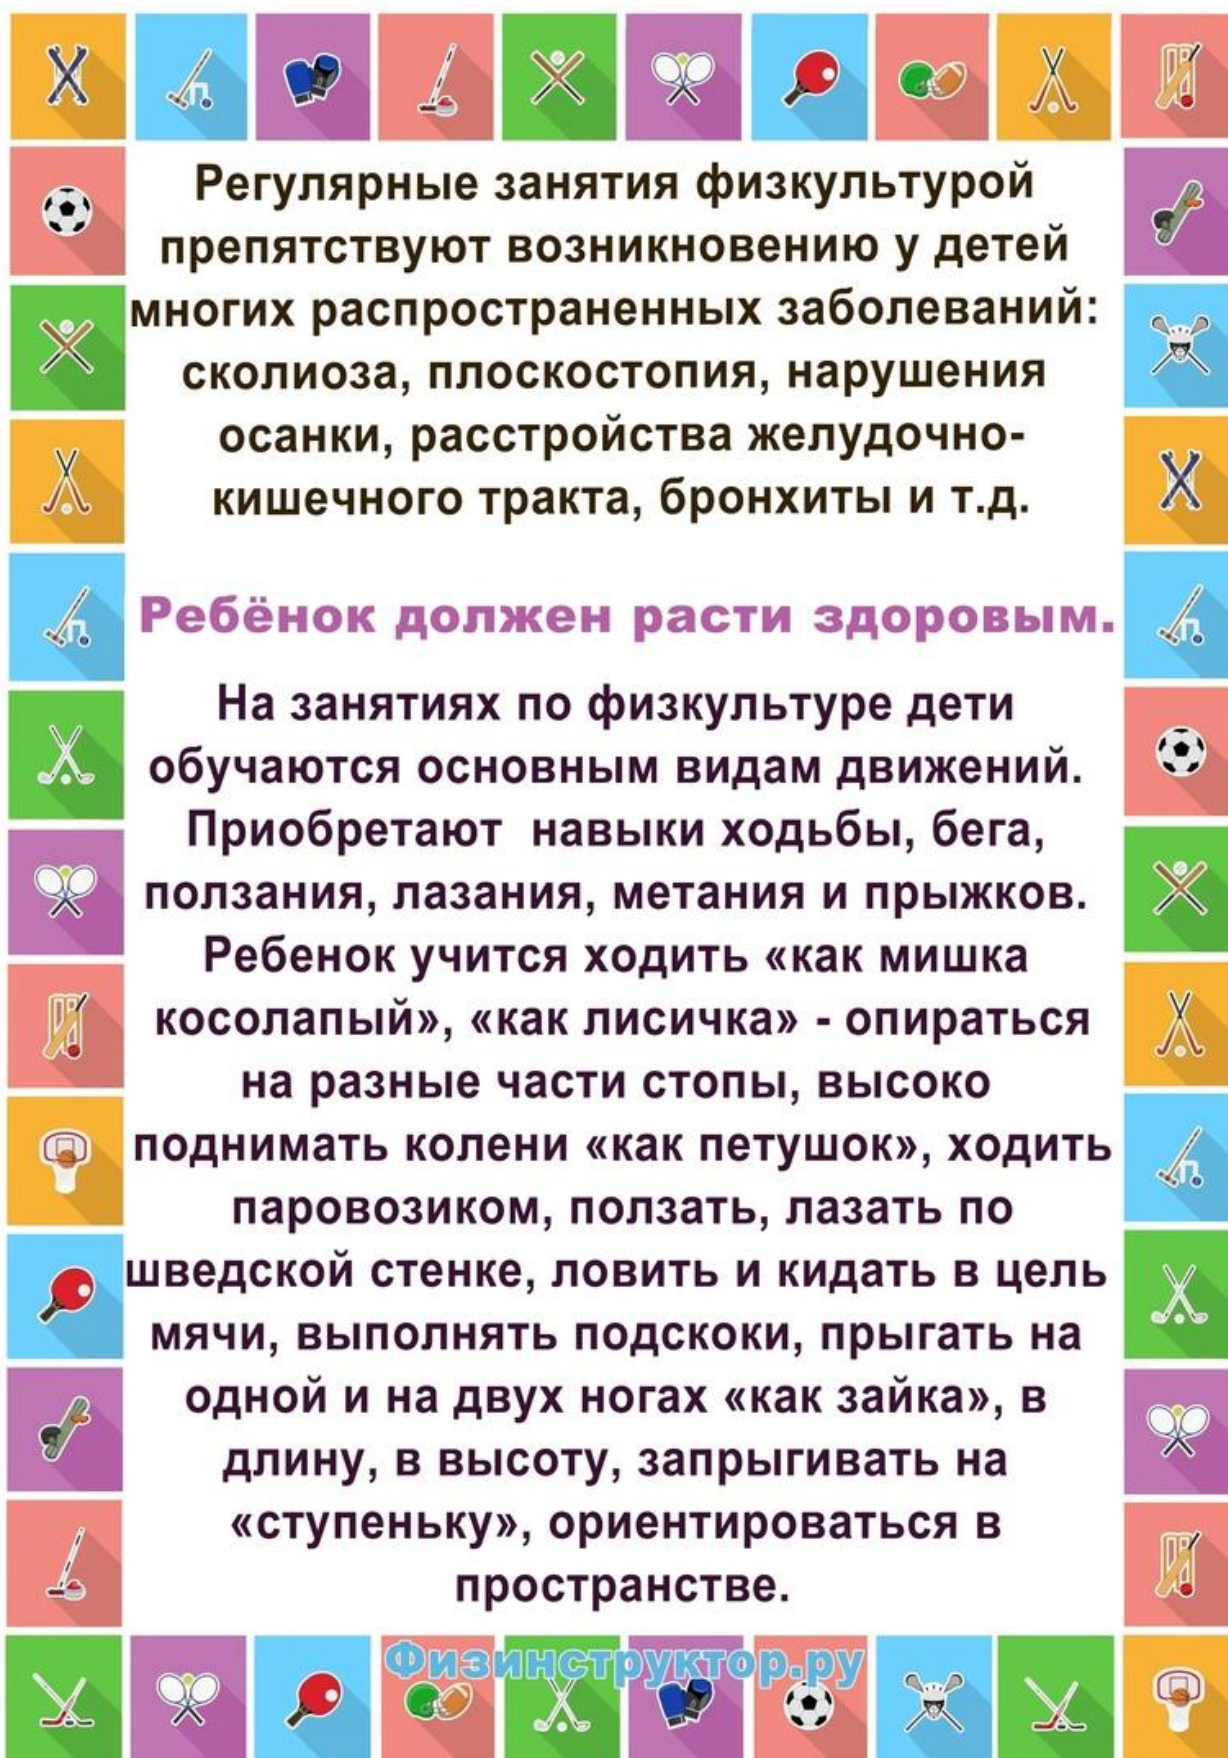 Регулярные занятия физкультурой
препятствуют возникновению у детей
многих распространенных заболеваний:
сколиоза, плоскостопия, нарушения
осанки, расстройства желудочно-
кишечного тракта, бронхиты и т.д.
Ребёнок должен расти здоровым.
На занятиях по физкультуре дети
обучаются основным видам движений.
Приобретают навыки ходьбы, бега,
ползания, лазания, метания и прыжков.
Ребенок учится ходить «как мишка
косолапый», «как лисичка» - опираться
на разные части стопы, высоко
поднимать колени «как петушок», ходить
паровозиком, ползать, лазать по
шведской стенке, ловить и кидать в цель
мячи, выполнять подскоки, прыгать на
одной и на двух ногах «как зайка», в
длину, в высоту, запрыгивать на
«ступеньку», ориентироваться в
пространстве.
Физинструктор.ру